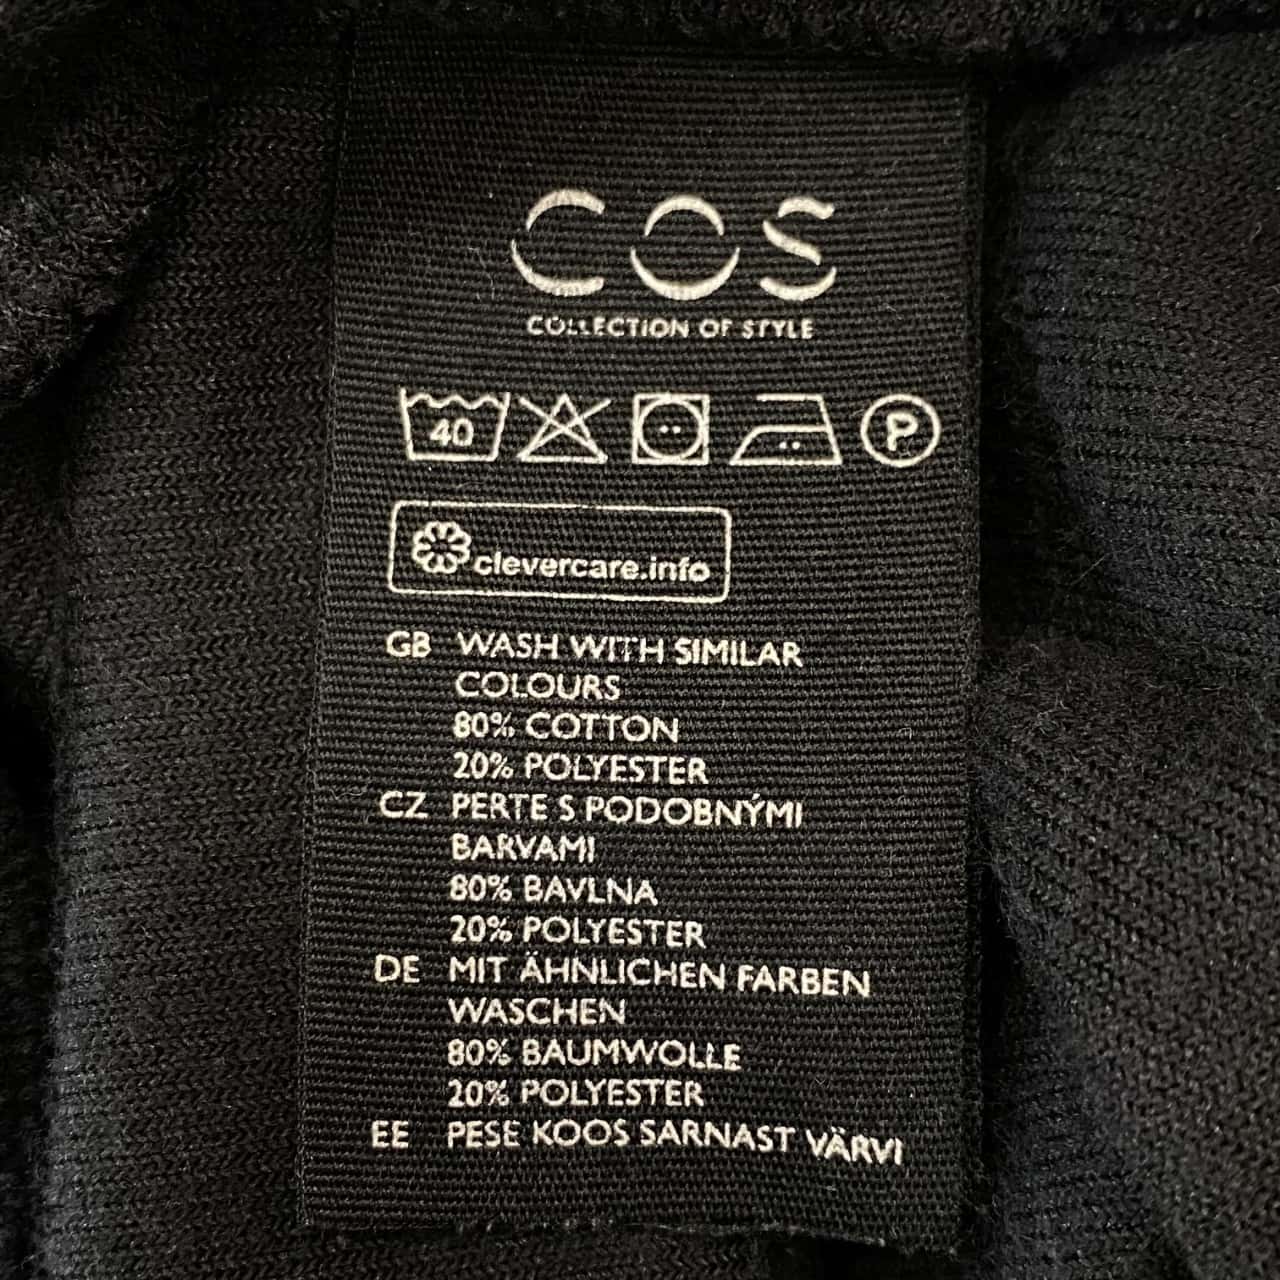 COS
COLLECTION OF STYLE
40 P
clevercare.info
GB WASH WITH SIMILAR
COLOURS
80% COTTON
20% POLYESTER
CZ PERTE S PODOBNÝMI
BARVAMI
80% BAVLNA
20% POLYESTER
DE MIT ÄHNLICHEN FARBEN
WASCHEN
80% BAUMWOLLE
20% POLYESTER
EE PESE KOOS SARNAST VÄRVI